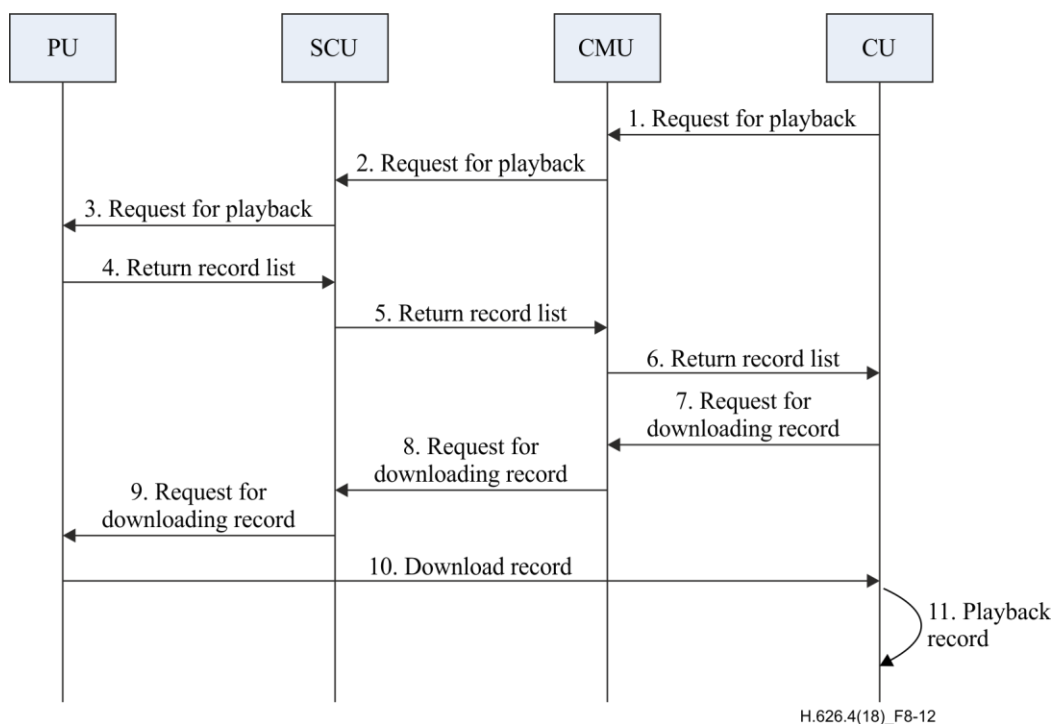 PU
SCU
CMU
CU
1. Request for playback
2. Request for playback
3. Request for playback
4. Return record list
5. Return record list
6. Return record list
7. Request for
downloading record
8. Request for
downloading record
9. Request for
downloading record
10. Download record
11. Playback
record
H.626.4(18)_F8-12